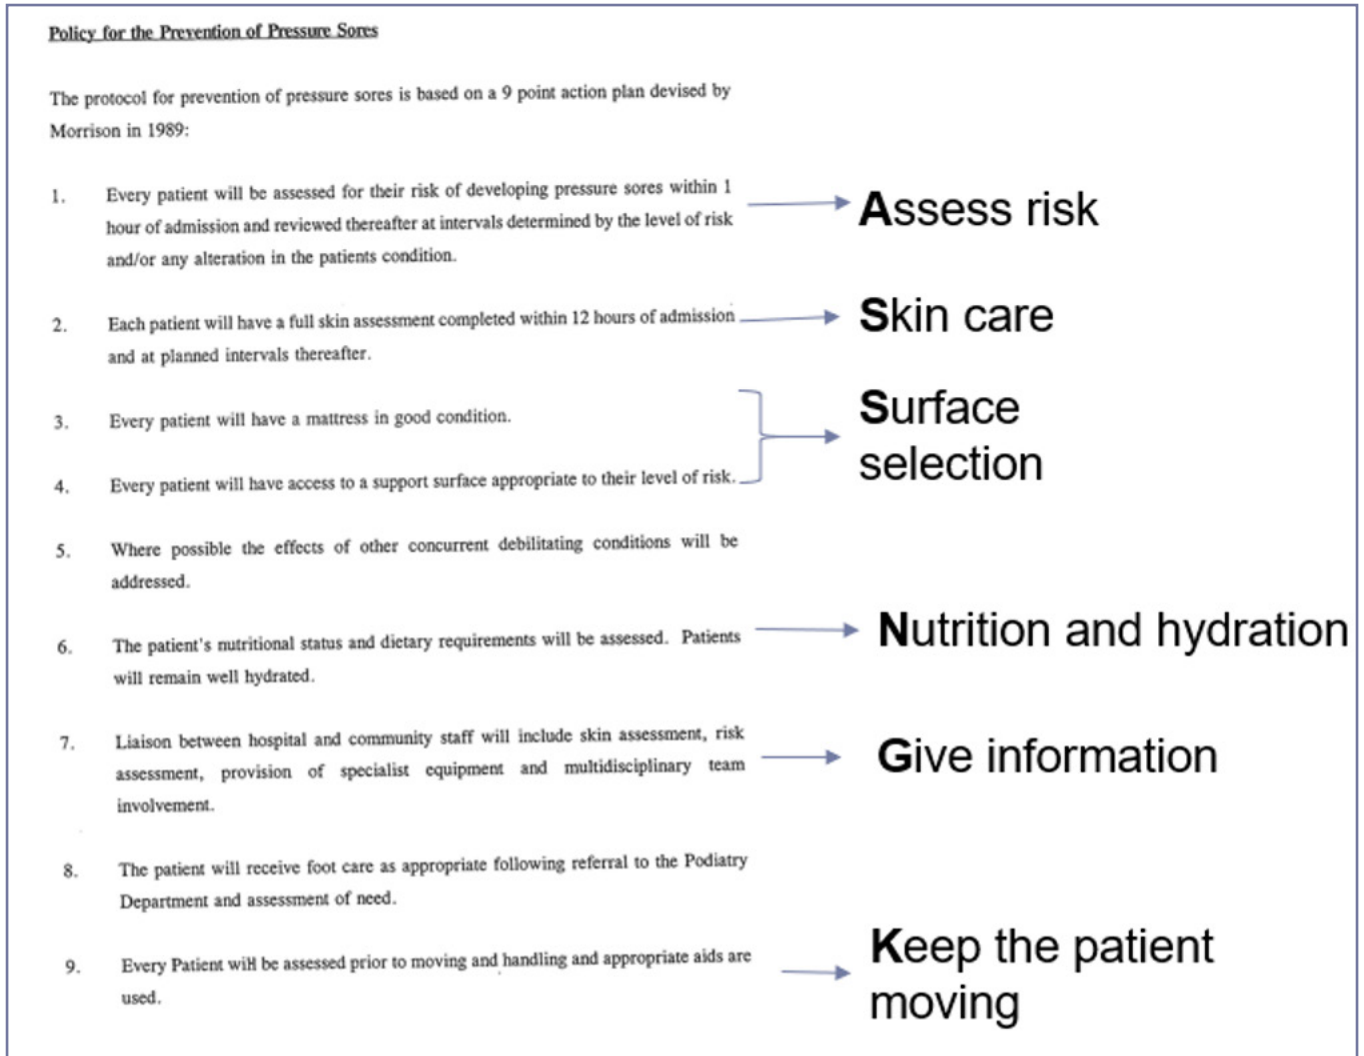 Policy for the Prevention of Pressure Sores
The protocol for prevention of pressure sores is based on a 9 point action plan devised by
Morrison in 1989:
1. Every patient will be assessed for their risk of developing pressure sores within 1
hour of admission and reviewed thereafter at intervals determined by the level of risk
and/or any alteration in the patients condition.
Assess risk
2. Each patient will have a full skin assessment completed within 12 hours of admission
and at planned intervals thereafter.
Skin care
3. Every patient will have a mattress in good condition.
4. Every patient will have access to a support surface appropriate to their level of risk.
Surface
selection
5. Where possible the effects of other concurrent debilitating conditions will be
addressed.
6. The patient's nutritional status and dietary requirements will be assessed. Patients
will remain well hydrated.
Nutrition and hydration
7. Liaison between hospital and community staff will include skin assessment, risk
assessment, provision of specialist equipment and multidisciplinary team
involvement.
Give information
8. The patient will receive foot care as appropriate following referral to the Podiatry
Department and assessment of need.
9. Every Patient will be assessed prior to moving and handling and appropriate aids are
used.
Keep the patient
moving